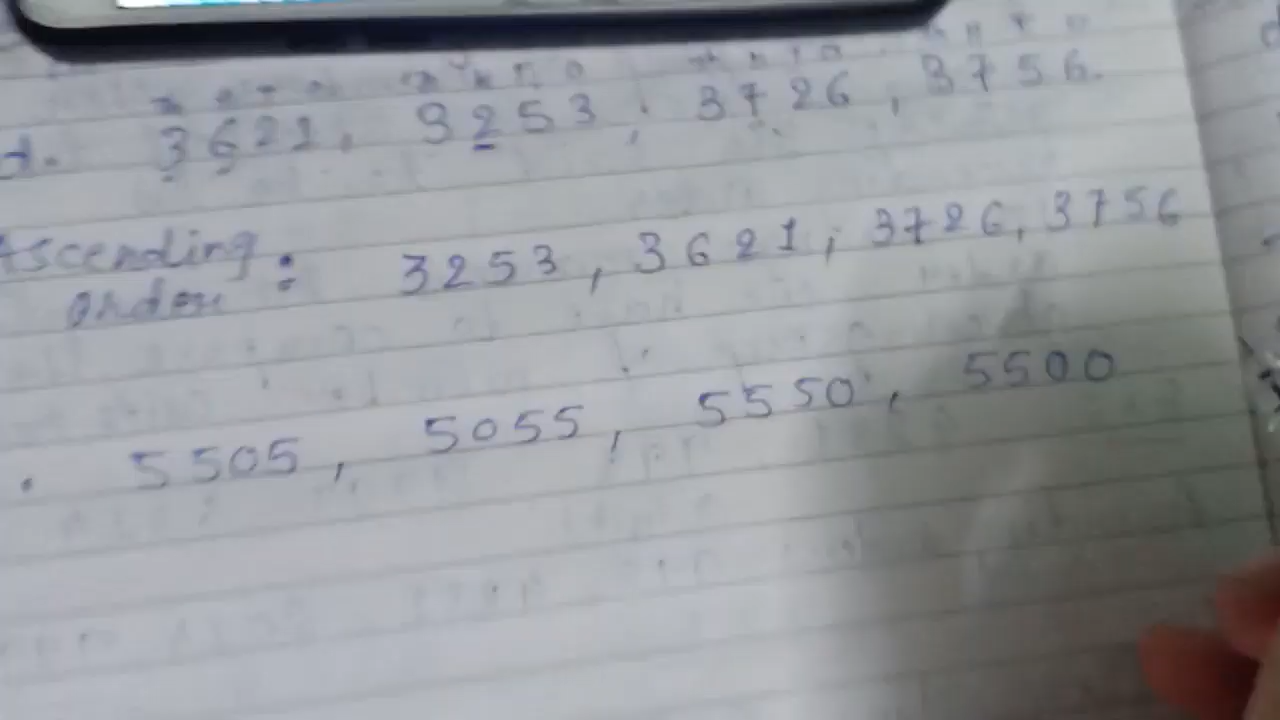 d. 3621, 3253, 3726, 3756.
Ascending order : 3253, 3621, 3726, 3756
. 5505, 5055, 5550, 5500